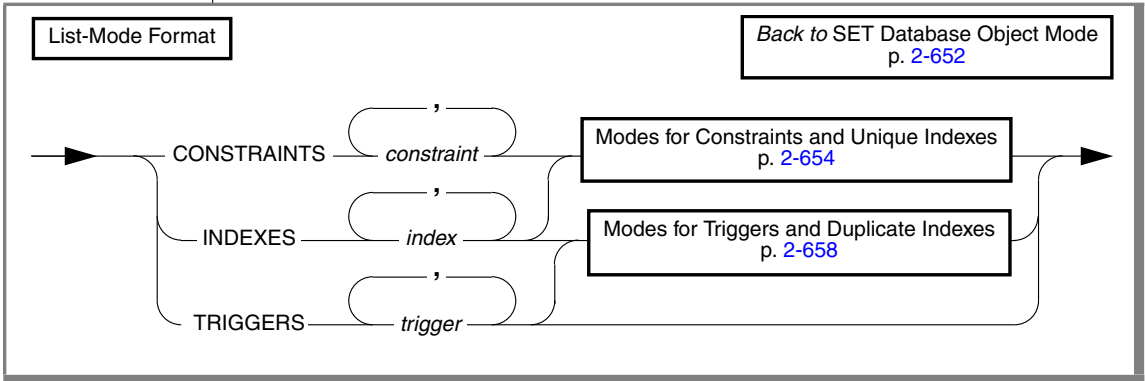 List-Mode Format
Back to SET Database Object Mode
p. 2-652
,
CONSTRAINTS constraint
Modes for Constraints and Unique Indexes
p. 2-654
,
INDEXES index
Modes for Triggers and Duplicate Indexes
p. 2-658
,
TRIGGERS trigger